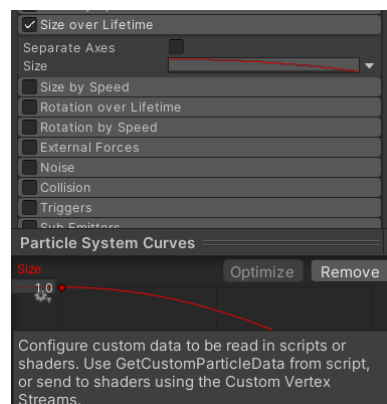 Size over Lifetime
Separate Axes
Size
Size by Speed
Rotation over Lifetime
Rotation by Speed
External Forces
Noise
Collision
Triggers
Sub Emitters
Particle System Curves
Size
Optimize Remove
1.0
Configure custom data to be read in scripts or
shaders. Use GetCustomParticleData from script,
or send to shaders using the Custom Vertex
Streams.